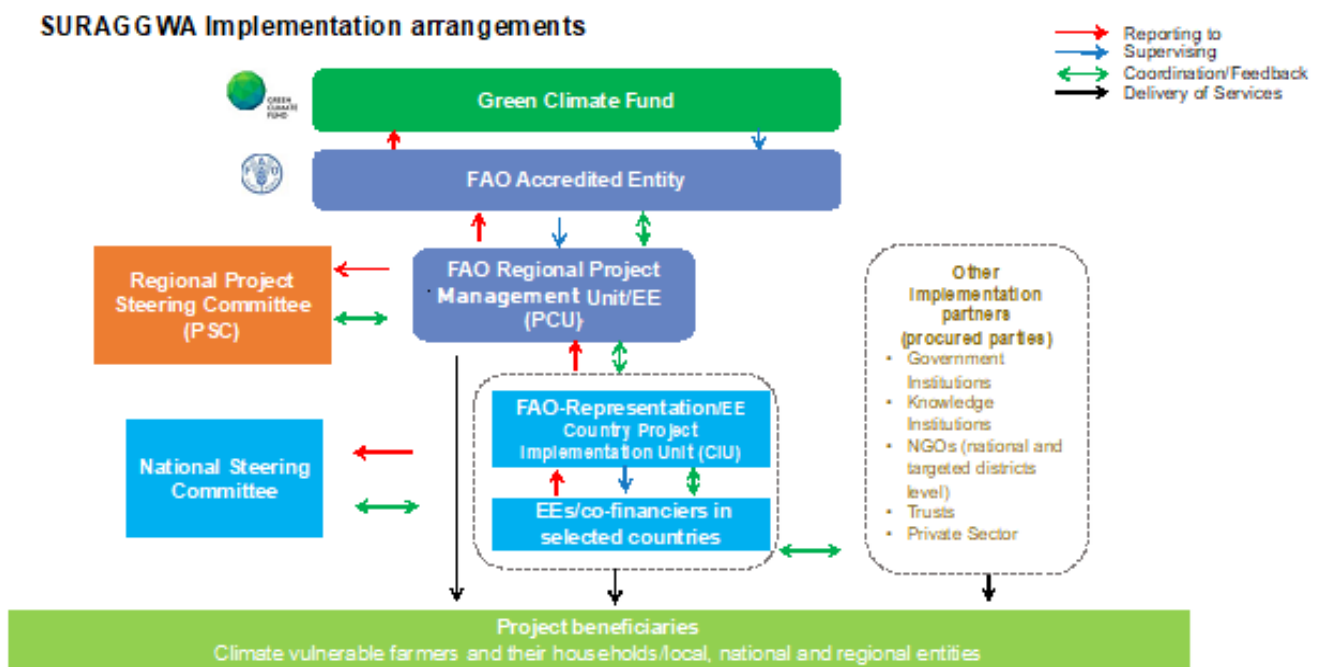 SURAGGWA Implementation arrangements
Reporting to
Supervising
Coordination/Feedback
Delivery of Services
GREEN
CLIMATE
FUND
Green Climate Fund
FAO Accredited Entity
Regional Project
Steering Committee
(PSC)
FAO Regional Project
Management Unit/EE
(PCU)
Other
implementation
partners
(procured parties)
• Government
Institutions
• Knowledge
Institutions
• NGOs (national and
targeted districts
level)
• Trusts
• Private Sector
National Steering
Committee
FAO-Representation/EE
Country Project
Implementation Unit (CIU)
EEs/co-financiers in
selected countries
Project beneficiaries
Climate vulnerable farmers and their households/local, national and regional entities